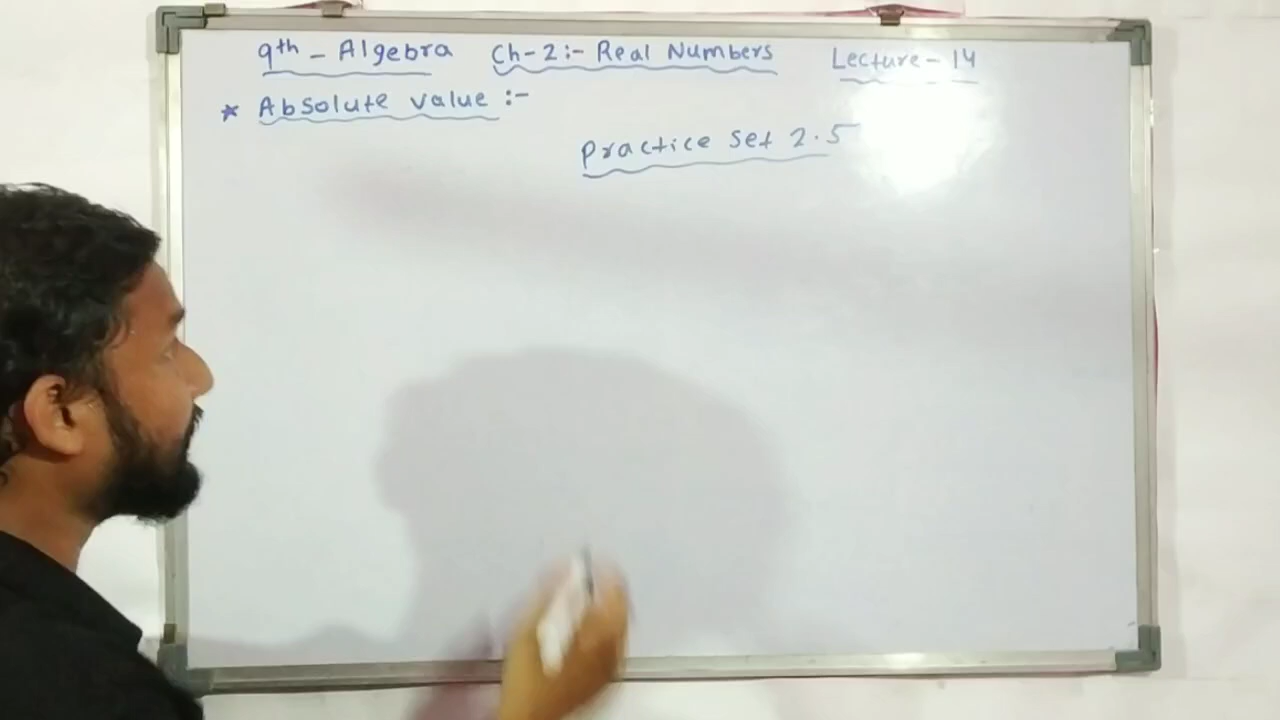 9th - Algebra Ch-2:- Real Numbers Lecture - 14
* Absolute value :-
Practice Set 2.5